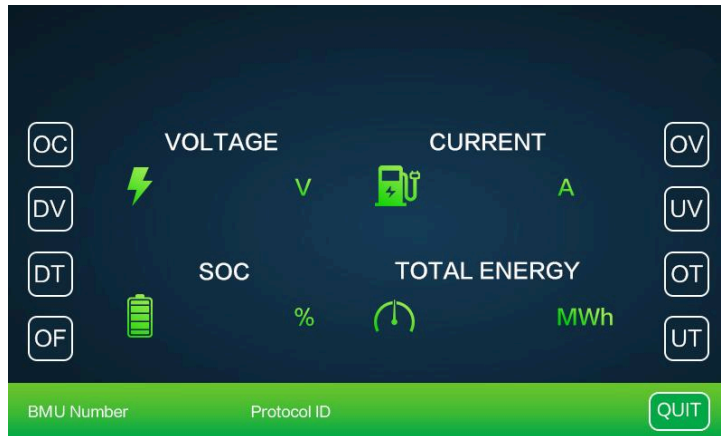 OC
VOLTAGE
CURRENT
OV
V
A
DV
UV
DT
SOC
TOTAL ENERGY
OT
%
MWh
OF
UT
BMU Number
Protocol ID
QUIT